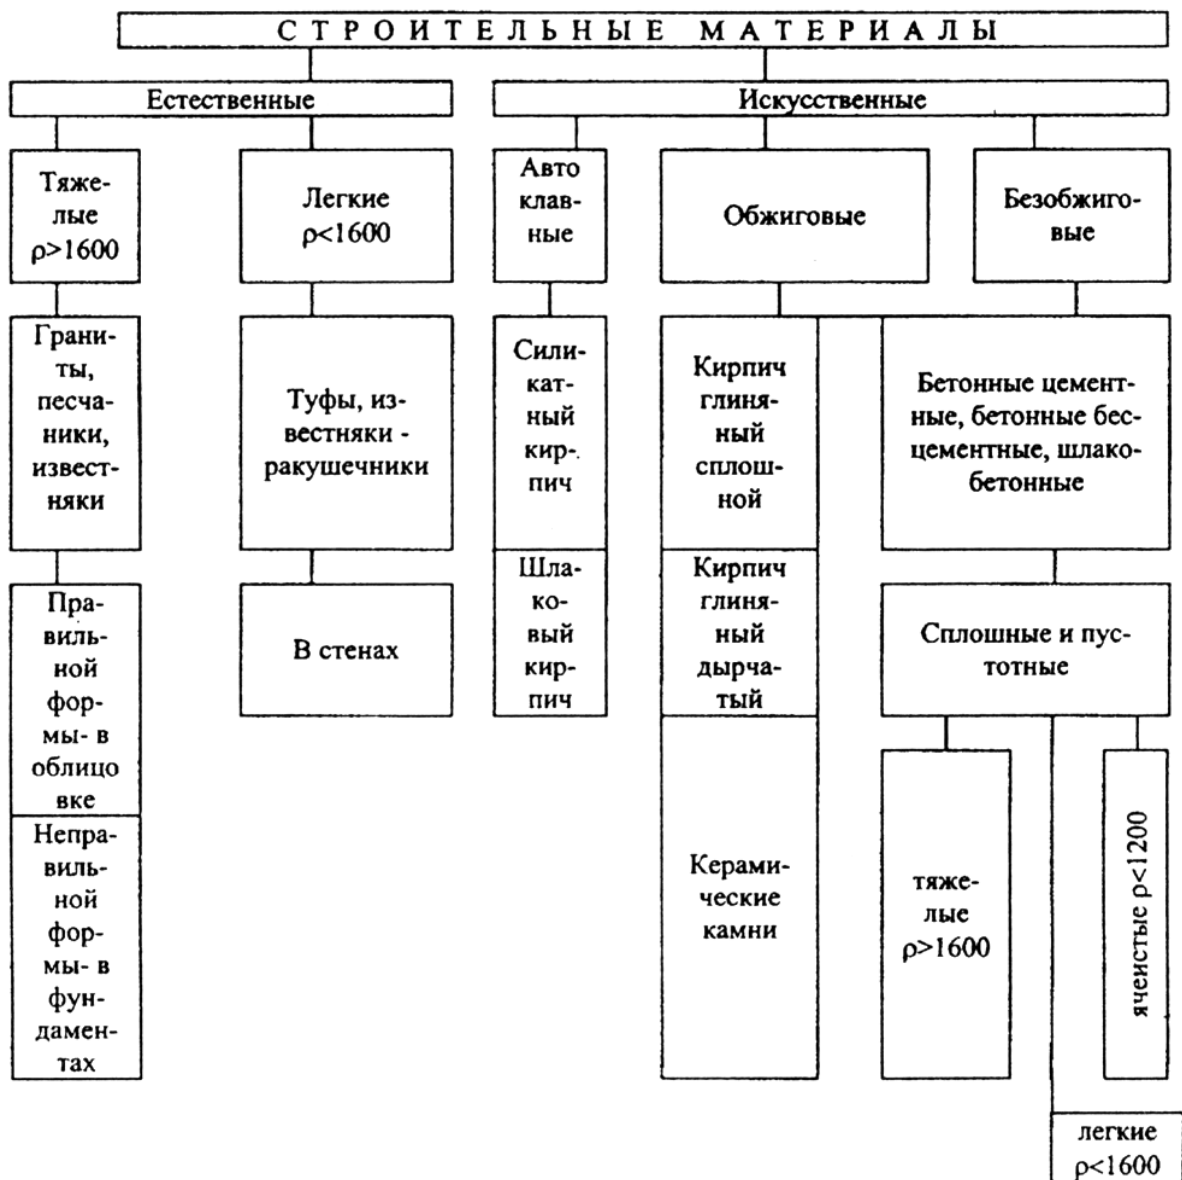 СТРОИТЕЛЬНЫЕ МАТЕРИАЛЫ
Естественные
Искусственные
Тяже-
лые
ρ>1600
Легкие
ρ<1600
Авто
клав-
ные
Обжиговые
Безобжиго-
вые
Грани-
ты,
песча-
ники,
извест-
няки
Туфы, из-
вестняки -
ракушечники
Сили-
кат-
ный
кир-
пич
Кирпич
глиня-
ный
сплош-
ной
Бетонные цемент-
ные, бетонные бес-
цементные, шлако-
бетонные
Пра-
виль-
ной
фор-
мы- в
облицо
вке
В стенах
Шла-
ко-
вый
кир-
пич
Кирпич
глиня-
ный
дырча-
тый
Сплошные и пус-
тотные
Непра-
виль-
ной
фор-
мы- в
фун-
дамен-
тах
Керами-
ческие
камни
тяже-
лые
ρ>1600
ячеистые ρ<1200
легкие
ρ<1600